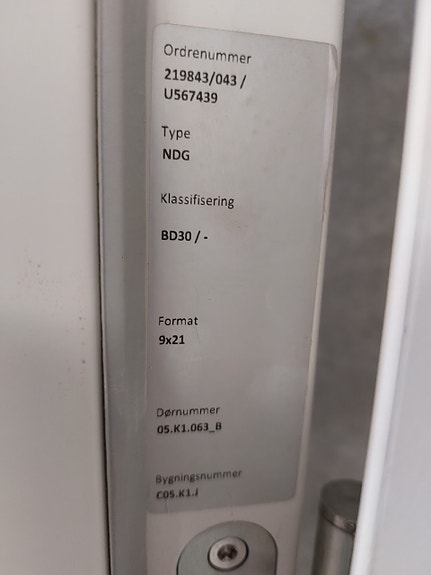 Ordrenummer
219843/043 /
U567439
Type
NDG
Klassifisering
BD30 / -
Format
9x21
Dørnummer
05.K1.063_B
Bygningsnummer
C05.K1.J